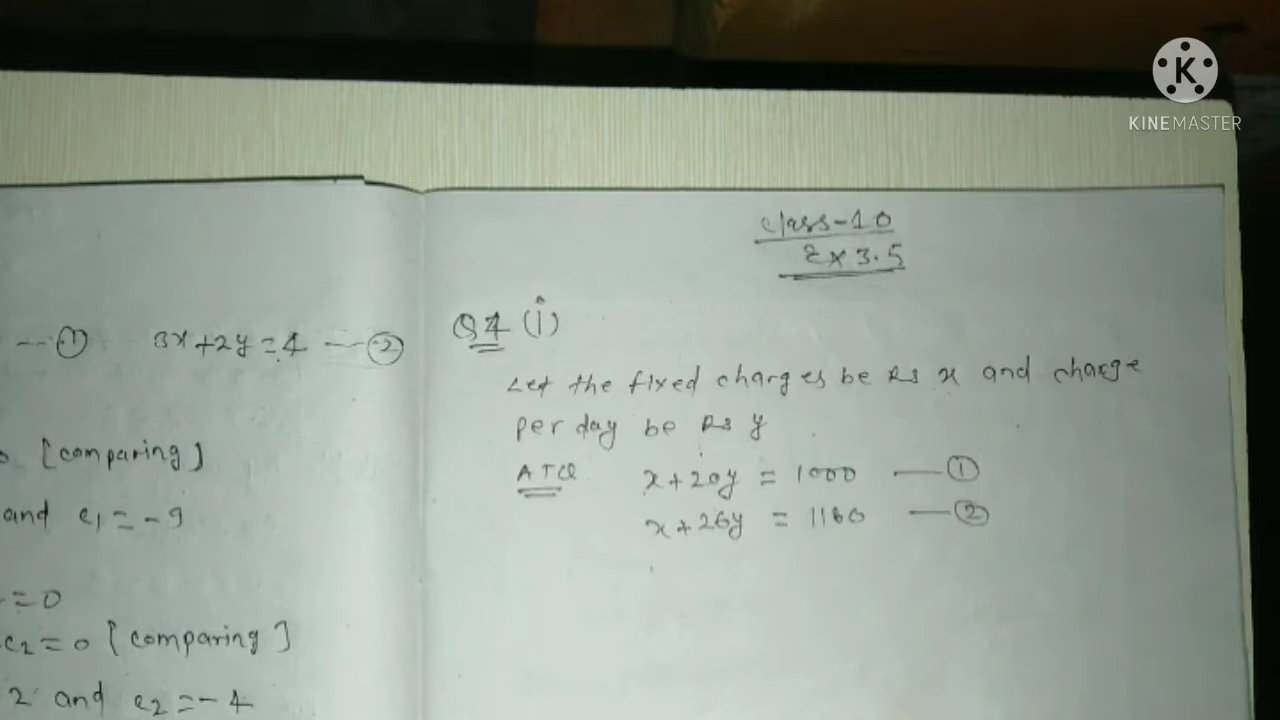 K
KINEMASTER
--- ① 3x+2y=4 --- ②
[comparing]
and c₁=-9
=0
c₂=0 [comparing]
2 and c₂=-4
Class-10
Ex 3.5
Q4 (i)
Let the fixed charges be Rs x and charge
per day be Rs y
ATQ x+20y = 1000 — ①
x+26y = 1180 — ②